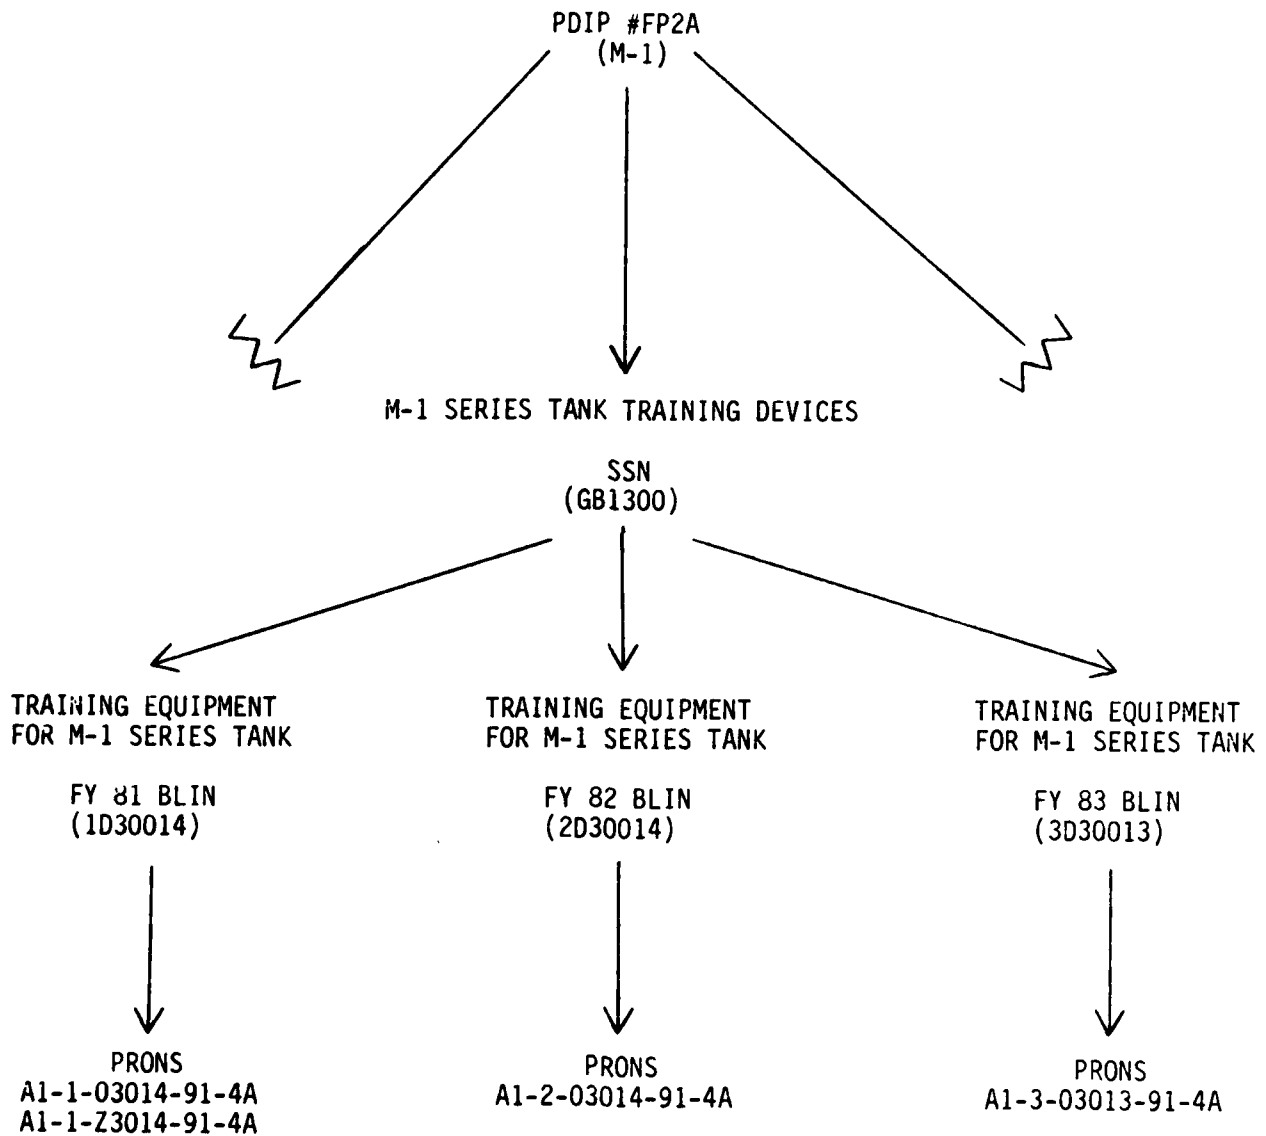 PDIP #FP2A
(M-1)
M-1 SERIES TANK TRAINING DEVICES
SSN
(GB1300)
TRAINING EQUIPMENT
FOR M-1 SERIES TANK
FY 81 BLIN
(1D30014)
PRONS
A1-1-03014-91-4A
A1-1-Z3014-91-4A
TRAINING EQUIPMENT
FOR M-1 SERIES TANK
FY 82 BLIN
(2D30014)
PRONS
A1-2-03014-91-4A
TRAINING EQUIPMENT
FOR M-1 SERIES TANK
FY 83 BLIN
(3D30013)
PRONS
A1-3-03013-91-4A